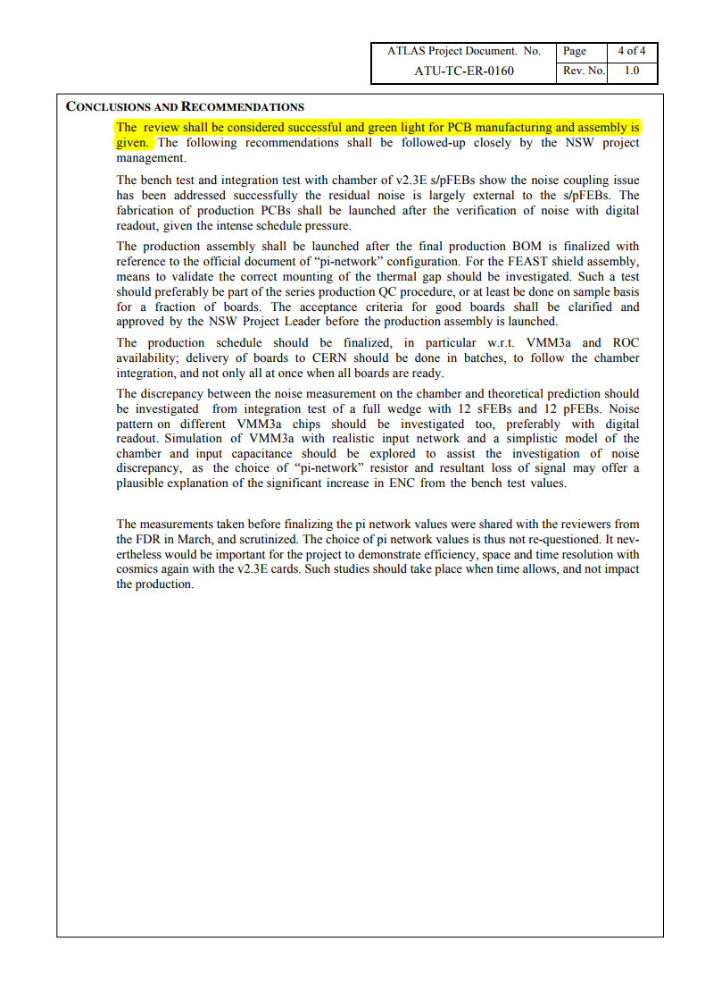 ATLAS Project Document. No.
Page
4 of 4
ATU-TC-ER-0160
Rev. No.
1.0
CONCLUSIONS AND RECOMMENDATIONS
The review shall be considered successful and green light for PCB manufacturing and assembly is
given. The following recommendations shall be followed-up closely by the NSW project
management.
The bench test and integration test with chamber of v2.3E s/pFEBs show the noise coupling issue
has been addressed successfully the residual noise is largely external to the s/pFEBs. The
fabrication of production PCBs shall be launched after the verification of noise with digital
readout, given the intense schedule pressure.
The production assembly shall be launched after the final production BOM is finalized with
reference to the official document of “pi-network” configuration. For the FEAST shield assembly,
means to validate the correct mounting of the thermal gap should be investigated. Such a test
should preferably be part of the series production QC procedure, or at least be done on sample basis
for a fraction of boards. The acceptance criteria for good boards shall be clarified and
approved by the NSW Project Leader before the production assembly is launched.
The production schedule should be finalized, in particular w.r.t. VMM3a and ROC
availability; delivery of boards to CERN should be done in batches, to follow the chamber
integration, and not only all at once when all boards are ready.
The discrepancy between the noise measurement on the chamber and theoretical prediction should
be investigated from integration test of a full wedge with 12 sFEBs and 12 pFEBs. Noise
pattern on different VMM3a chips should be investigated too, preferably with digital
readout. Simulation of VMM3a with realistic input network and a simplistic model of the
chamber and input capacitance should be explored to assist the investigation of noise
discrepancy, as the choice of “pi-network” resistor and resultant loss of signal may offer a
plausible explanation of the significant increase in ENC from the bench test values.
The measurements taken before finalizing the pi network values were shared with the reviewers from
the FDR in March, and scrutinized. The choice of pi network values is thus not re-questioned. It nev-
ertheless would be important for the project to demonstrate efficiency, space and time resolution with
cosmics again with the v2.3E cards. Such studies should take place when time allows, and not impact
the production.